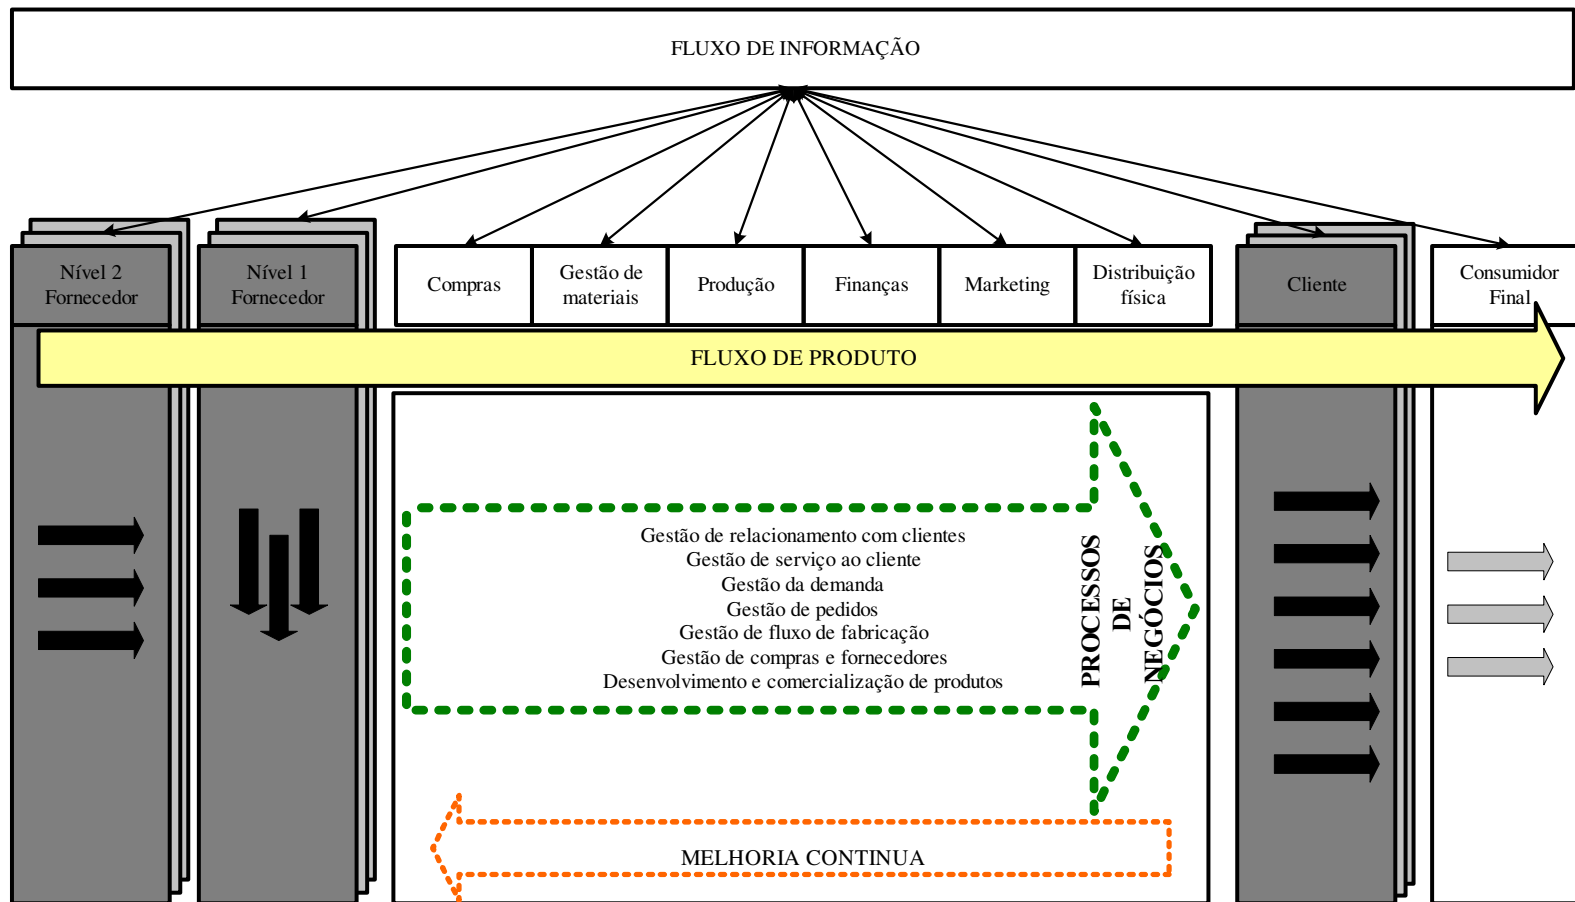 FLUXO DE INFORMAÇÃO
Nível 2
Fornecedor
Nível 1
Fornecedor
Compras
Gestão de
materiais
Produção
Finanças
Marketing
Distribuição
física
Cliente
Consumidor
Final
FLUXO DE PRODUTO
Gestão de relacionamento com clientes
Gestão de serviço ao cliente
Gestão da demanda
Gestão de pedidos
Gestão de fluxo de fabricação
Gestão de compras e fornecedores
Desenvolvimento e comercialização de produtos
PROCESSOS
DE
NEGÓCIOS
MELHORIA CONTINUA